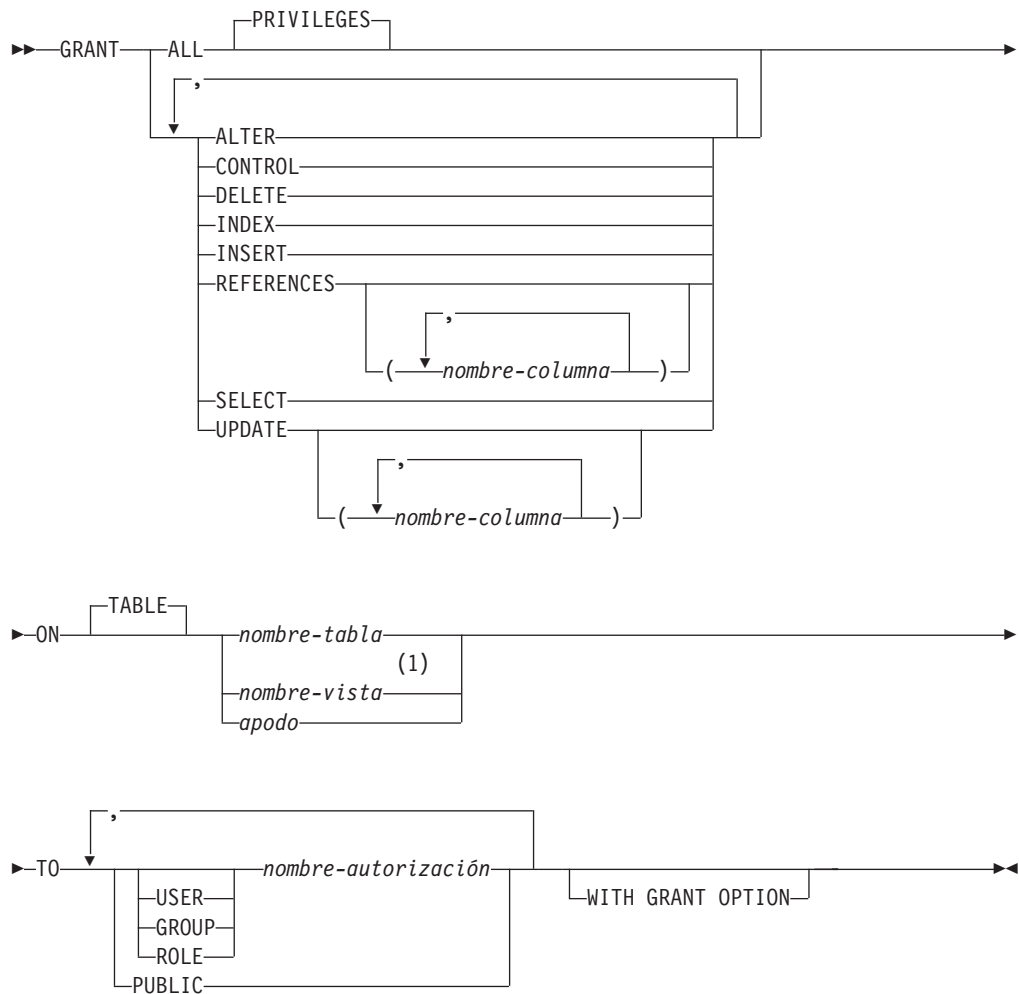 PRIVILEGES
GRANT ALL
,
ALTER
CONTROL
DELETE
INDEX
INSERT
REFERENCES
,
( nombre-columna )
SELECT
UPDATE
,
( nombre-columna )
TABLE
ON nombre-tabla
(1)
nombre-vista
apodo
,
TO nombre-autorización
USER WITH GRANT OPTION
GROUP
ROLE
PUBLIC